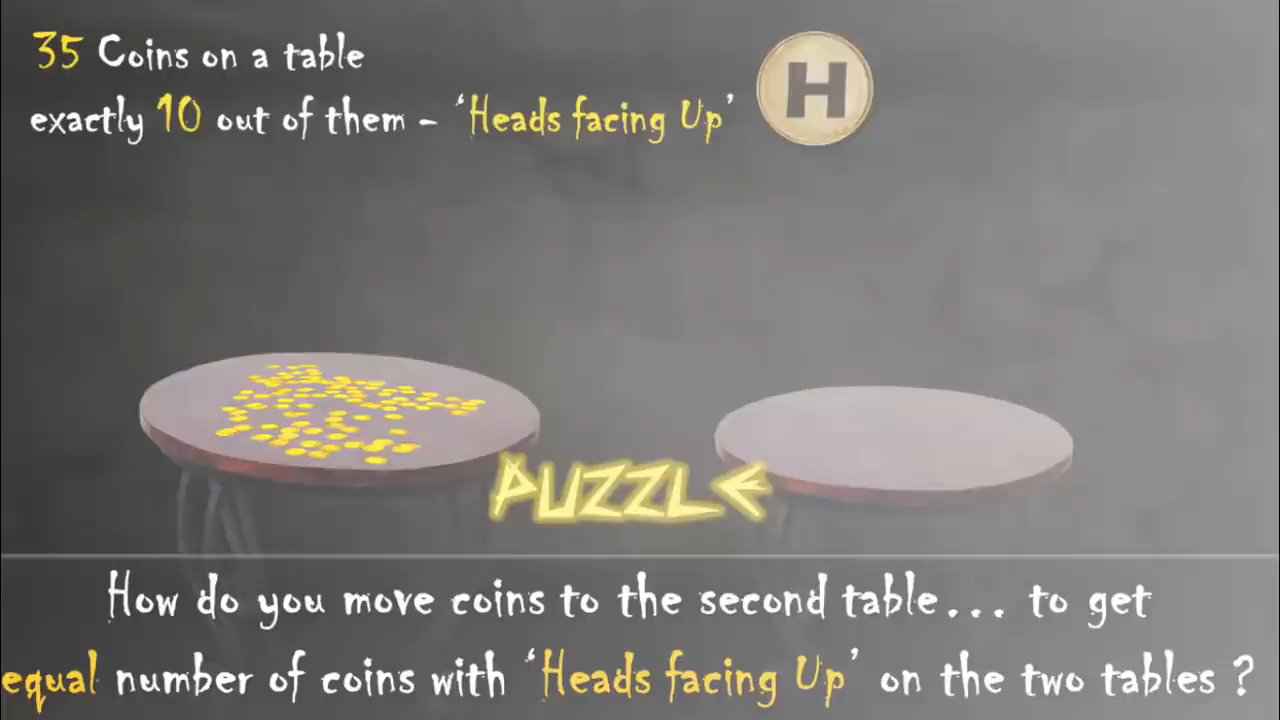 35 Coins on a table
exactly 10 out of them - 'Heads facing Up'
H
PUZZLE
How do you move coins to the second table... to get
equal number of coins with 'Heads facing Up' on the two tables ?